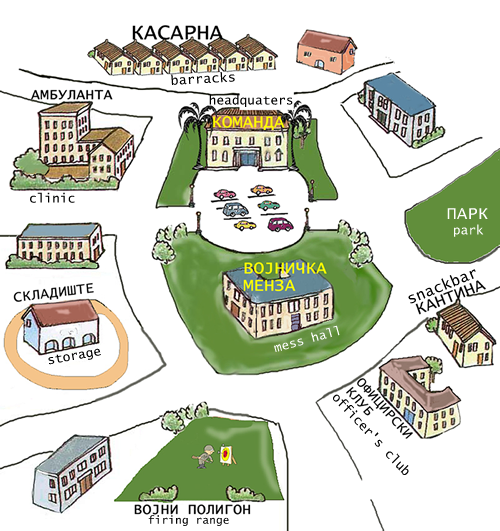 КАСАРНА
barracks
АМБУЛАНТА
clinic
headquaters
КОМАНДА
ПАРК
park
ВОЈНИЧКА
МЕНЗА
mess hall
СКЛАДИШТЕ
storage
snackbar
КАНТИНА
ОФИЦИРСКИ
КЛУБ
officer's club
ВОЈНИ ПОЛИГОН
firing range